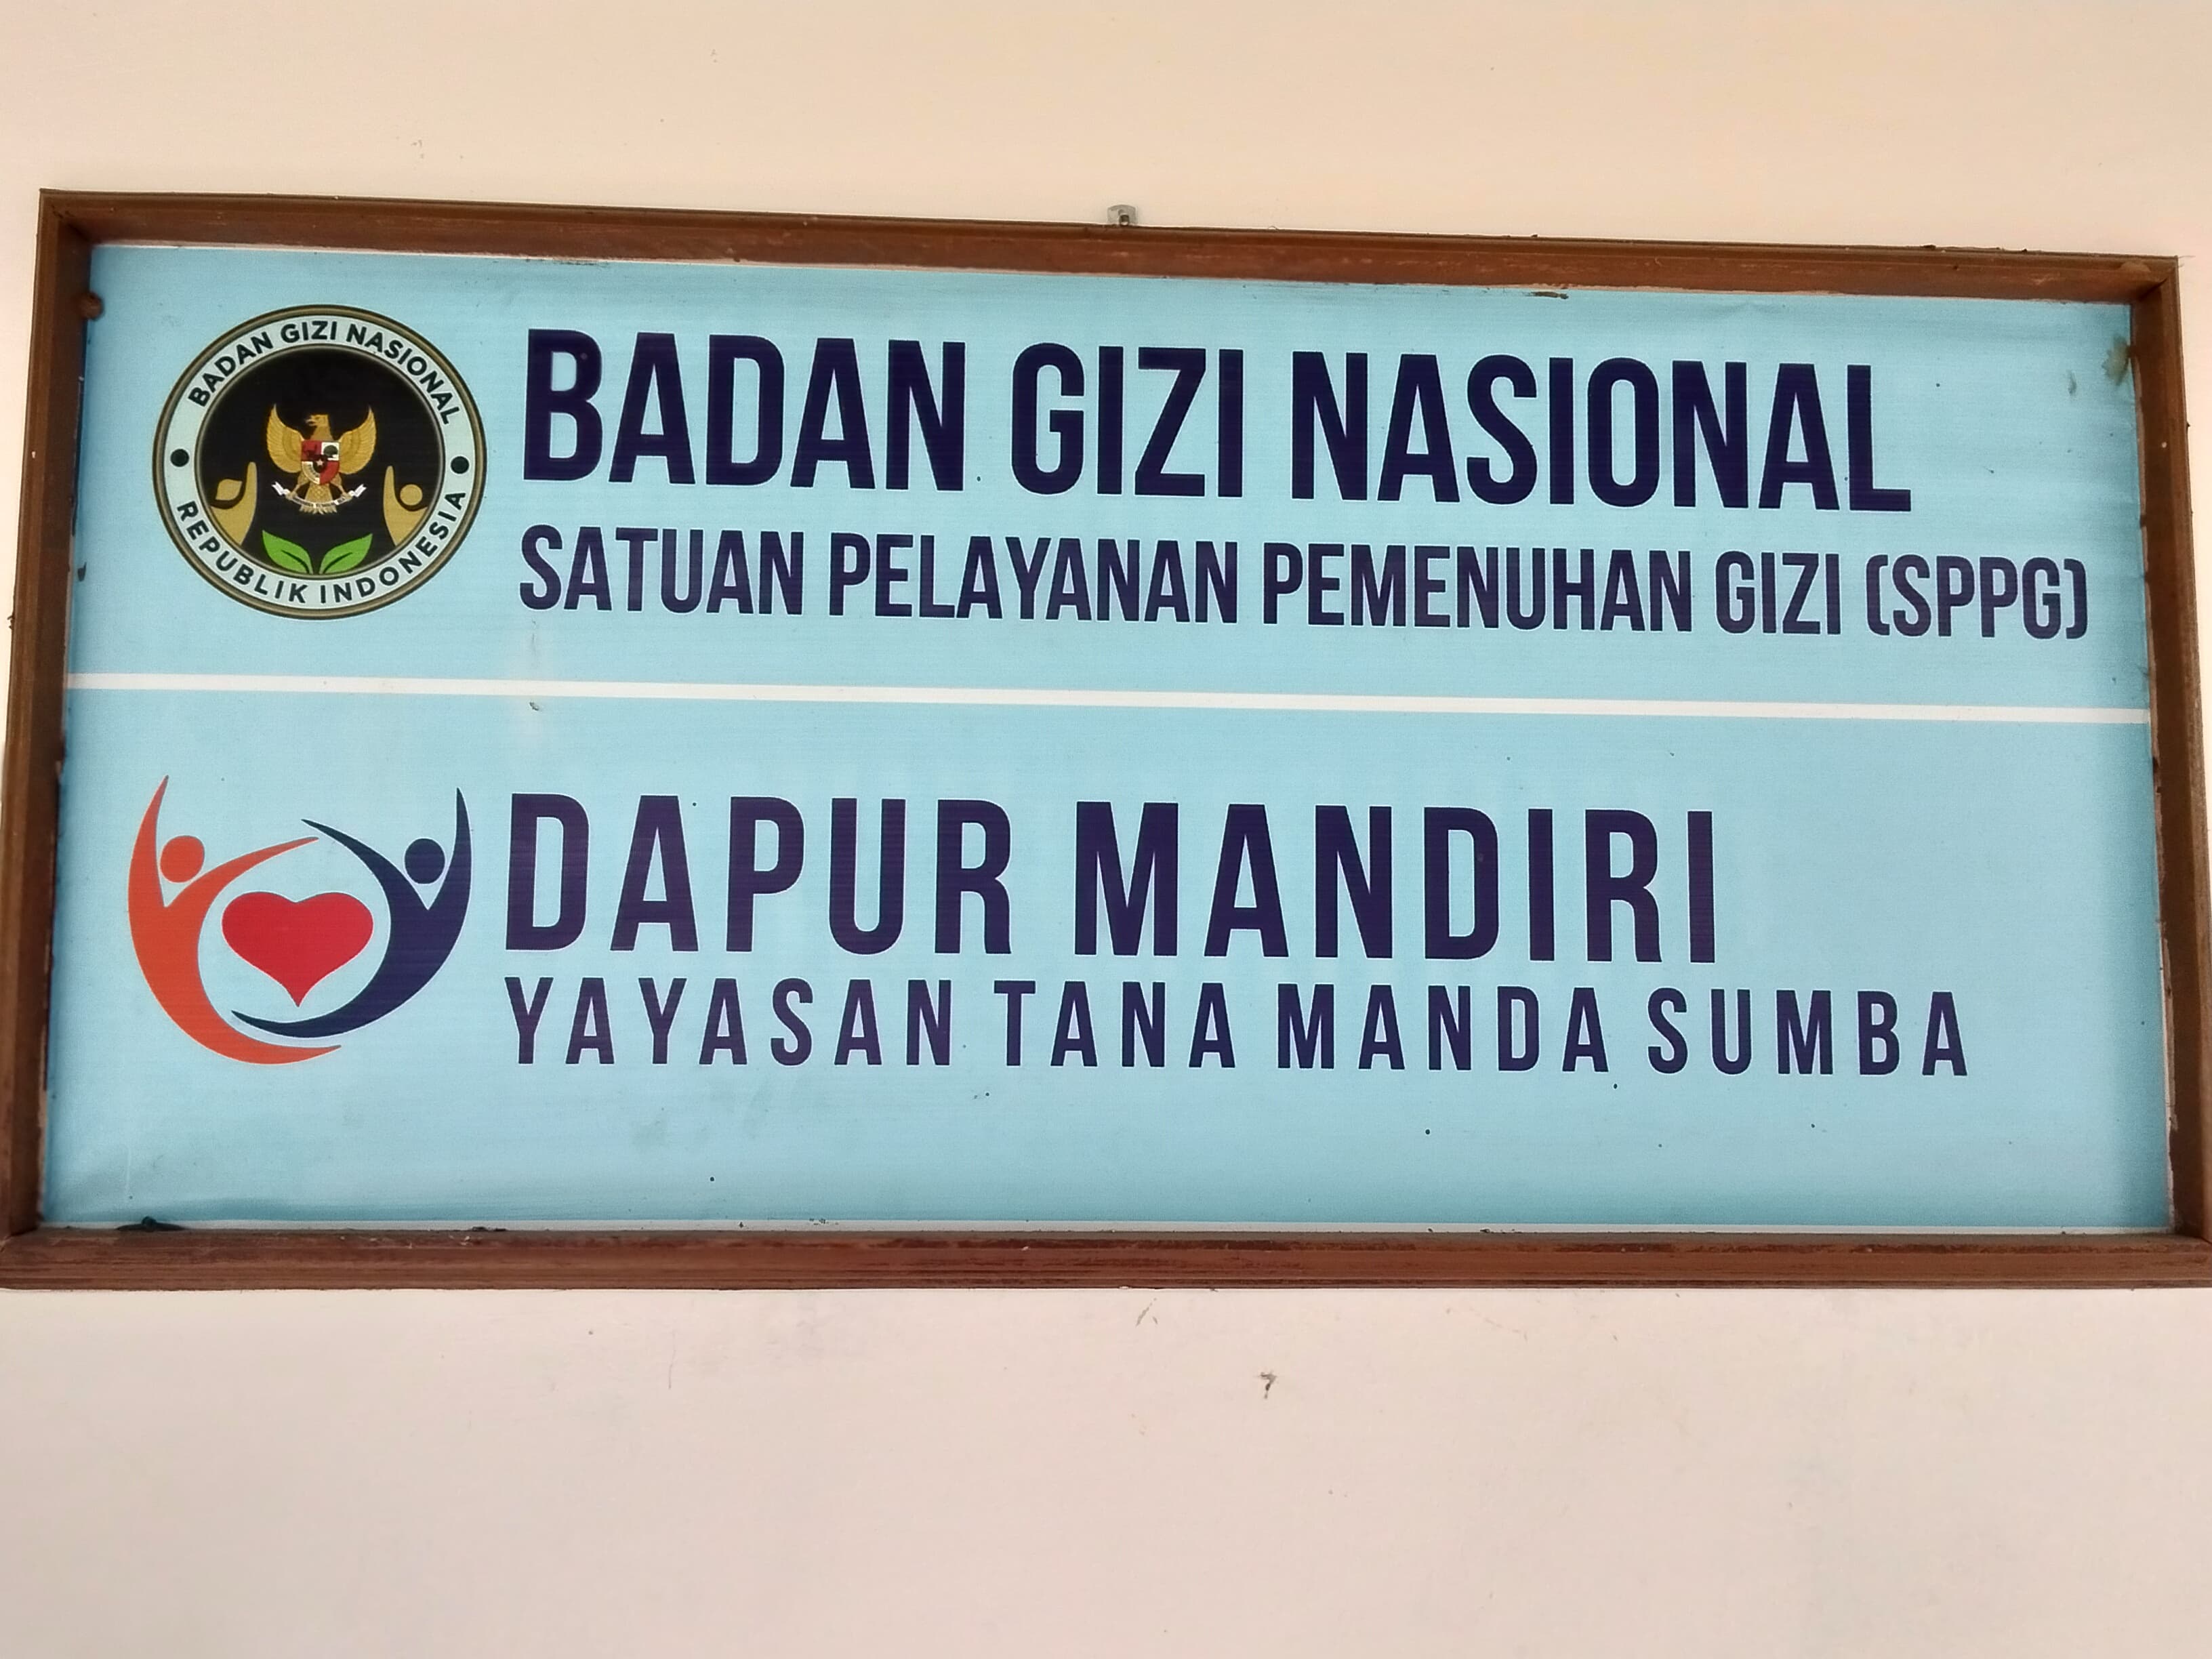 BADAN GIZI NASIONAL
REPUBLIK INDONESIA
BADAN GIZI NASIONAL
SATUAN PELAYANAN PEMENUHAN GIZI (SPPG)
DAPUR MANDIRI
YAYASAN TANA MANDA SUMBA